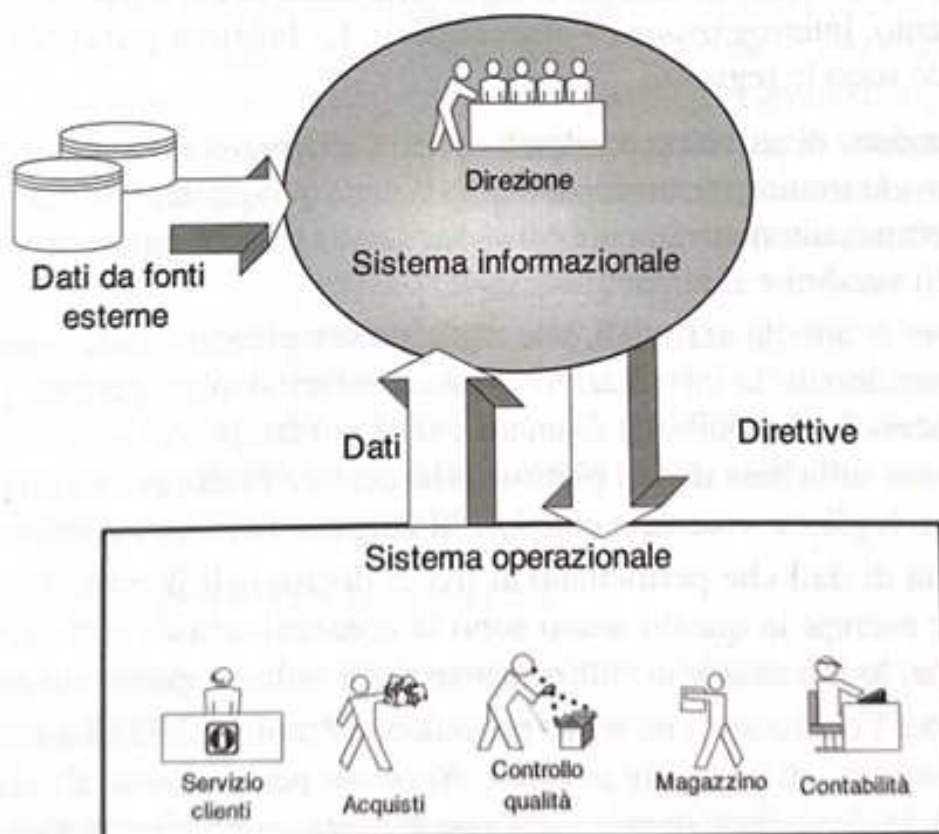 Direzione
Sistema informazionale
Dati da fonti
esterne
Dati
Direttive
Sistema operazionale
Servizio
clienti
Acquisti
Controllo
qualità
Magazzino
Contabilità